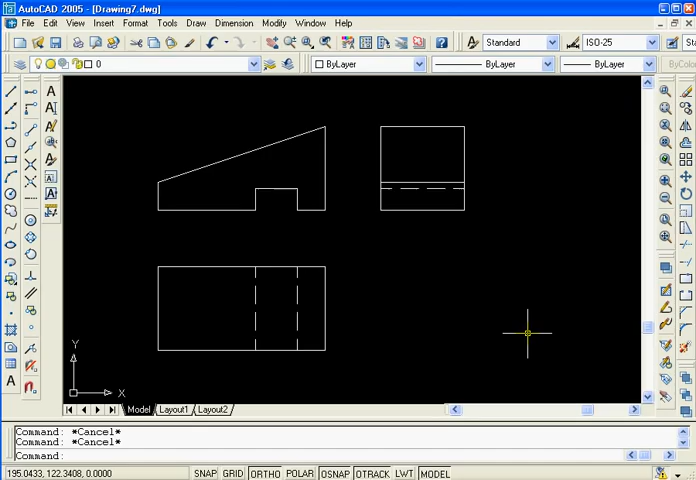 AutoCAD 2005 - [Drawing7.dwg]
File Edit View Insert Format Tools Draw Dimension Modify Window Help
Standard ISO-25
0 ByLayer ByLayer ByLayer ByColor
Y
X
Model Layout1 Layout2
Command: *Cancel*
Command: *Cancel*
Command:
195.0433, 122.3408, 0.0000 SNAP GRID ORTHO POLAR OSNAP OTRACK LWT MODEL